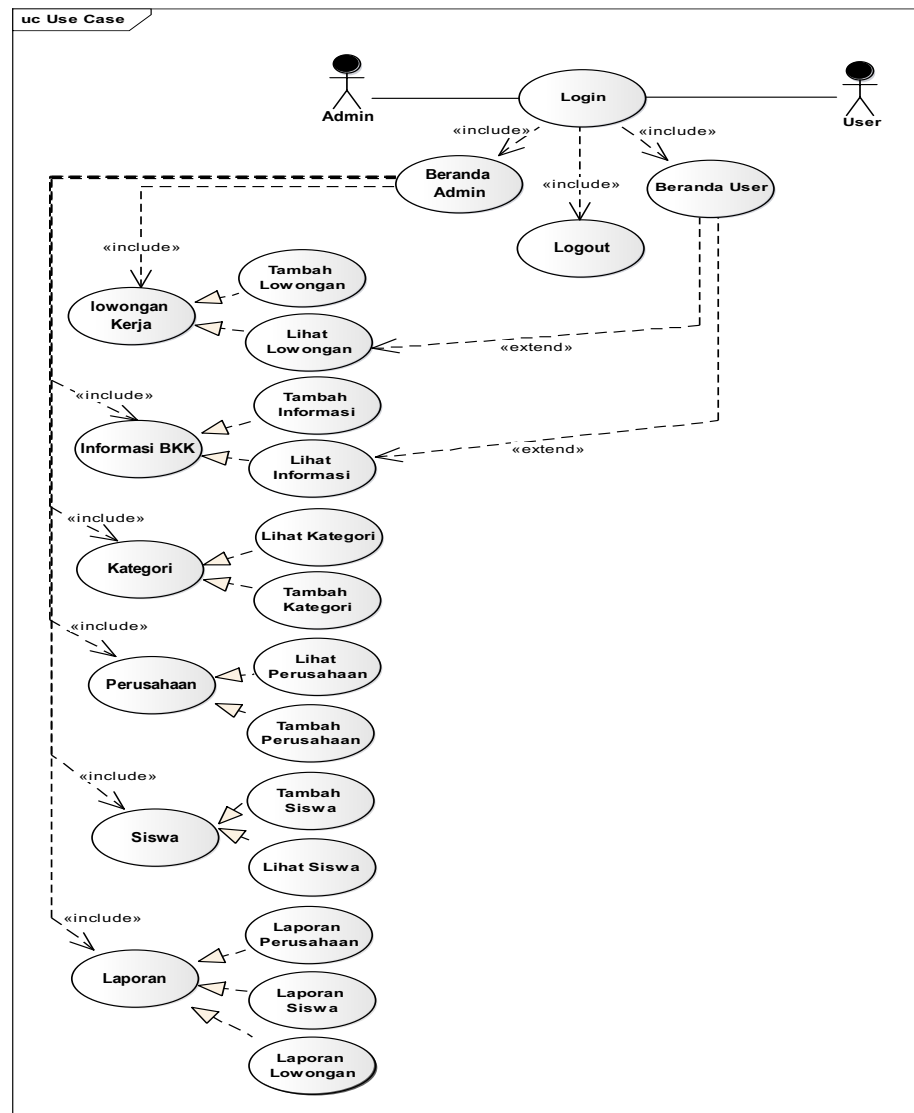 uc Use Case
Admin
Login
User
«include»
«include»
Beranda
Admin
«include»
Beranda User
Logout
«include»
Tambah
Lowongan
lowongan
Kerja
Lihat
Lowongan
«extend»
«include»
Tambah
Informasi
Informasi BKK
Lihat
Informasi
«extend»
«include»
Lihat Kategori
Kategori
Tambah
Kategori
«include»
Lihat
Perusahaan
Perusahaan
Tambah
Perusahaan
«include»
Tambah
Siswa
Siswa
Lihat Siswa
«include»
Laporan
Perusahaan
Laporan
Laporan
Siswa
Laporan
Lowongan